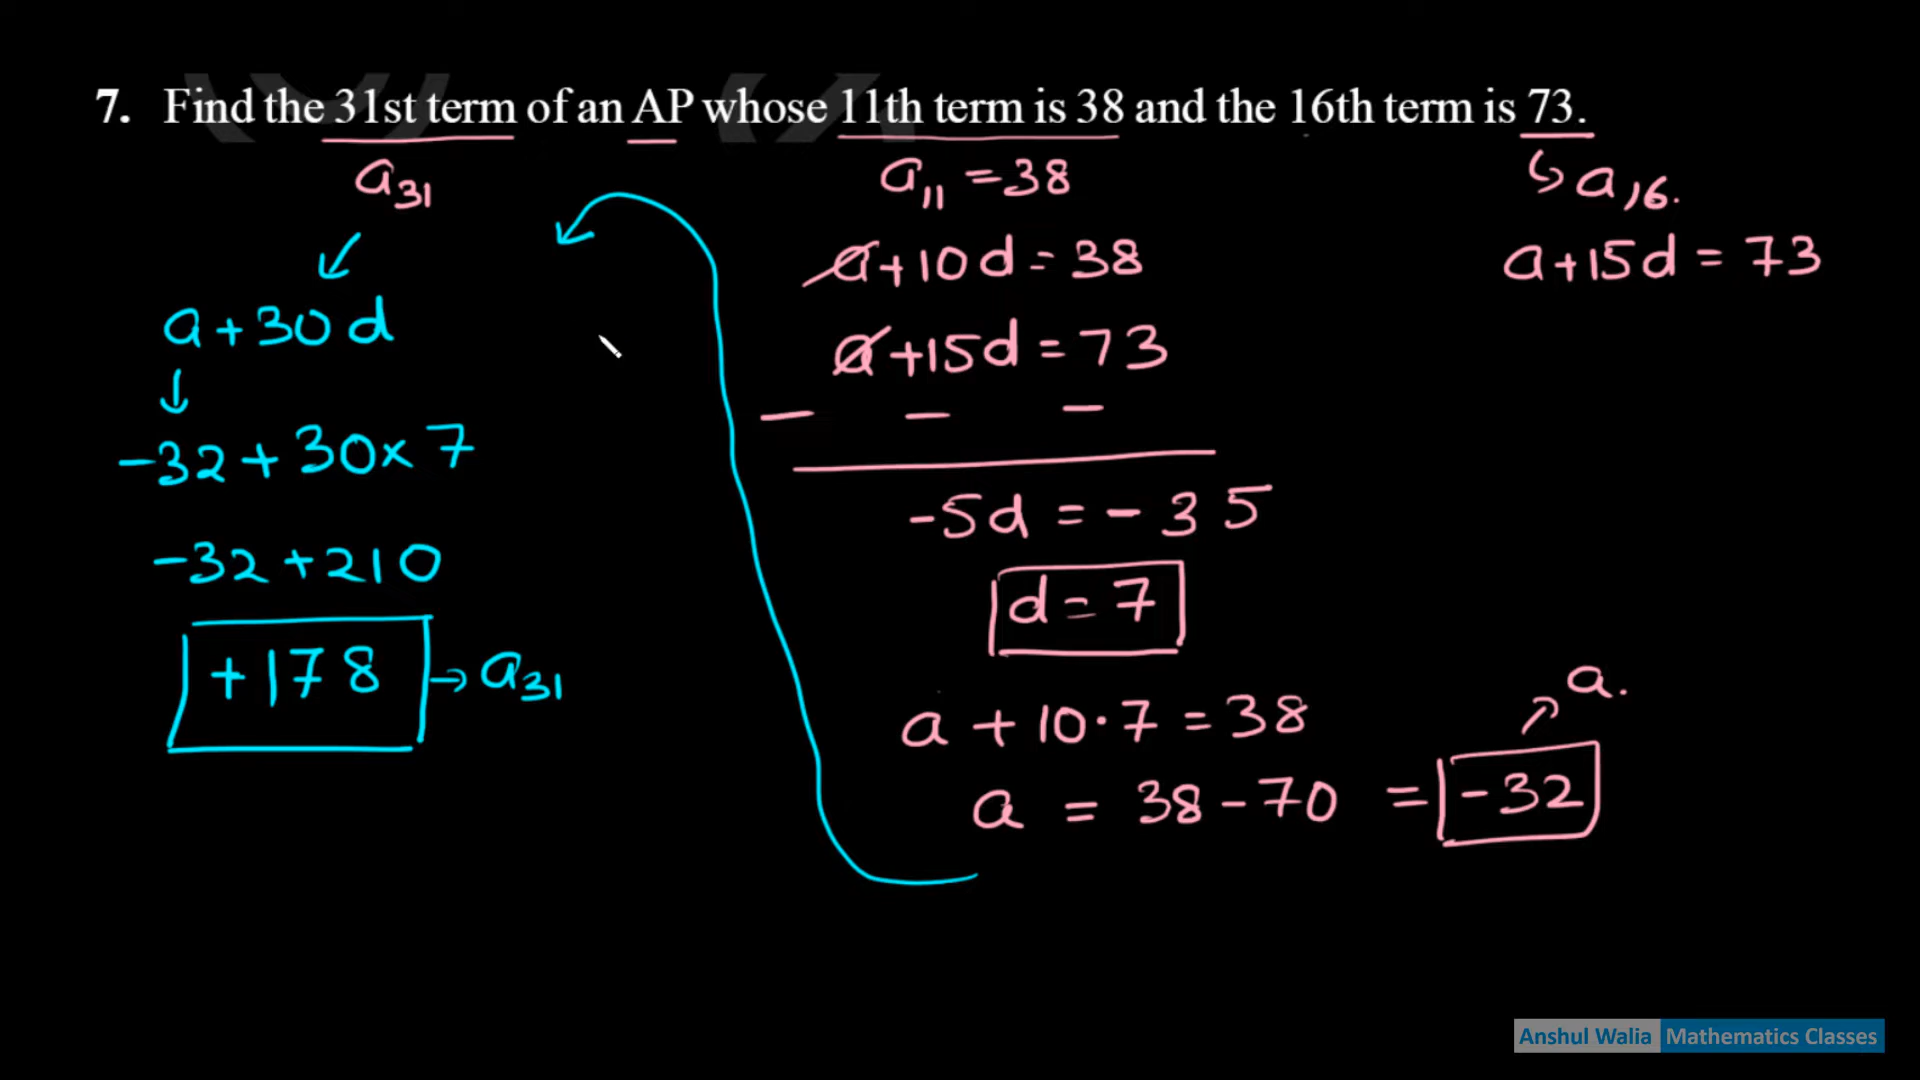 7. Find the 31st term of an AP whose 11th term is 38 and the 16th term is 73.
a₃₁
a₁₁ = 38
↳ a₁₆.
↙
a + 10d = 38
a + 15d = 73
a + 30d
a + 15d = 73
↓
− − −
-32 + 30 × 7
-5d = -35
-32 + 210
d = 7
+178 → a₃₁
a + 10·7 = 38
↗ a.
a = 38 - 70 = -32
Anshul Walia Mathematics Classes